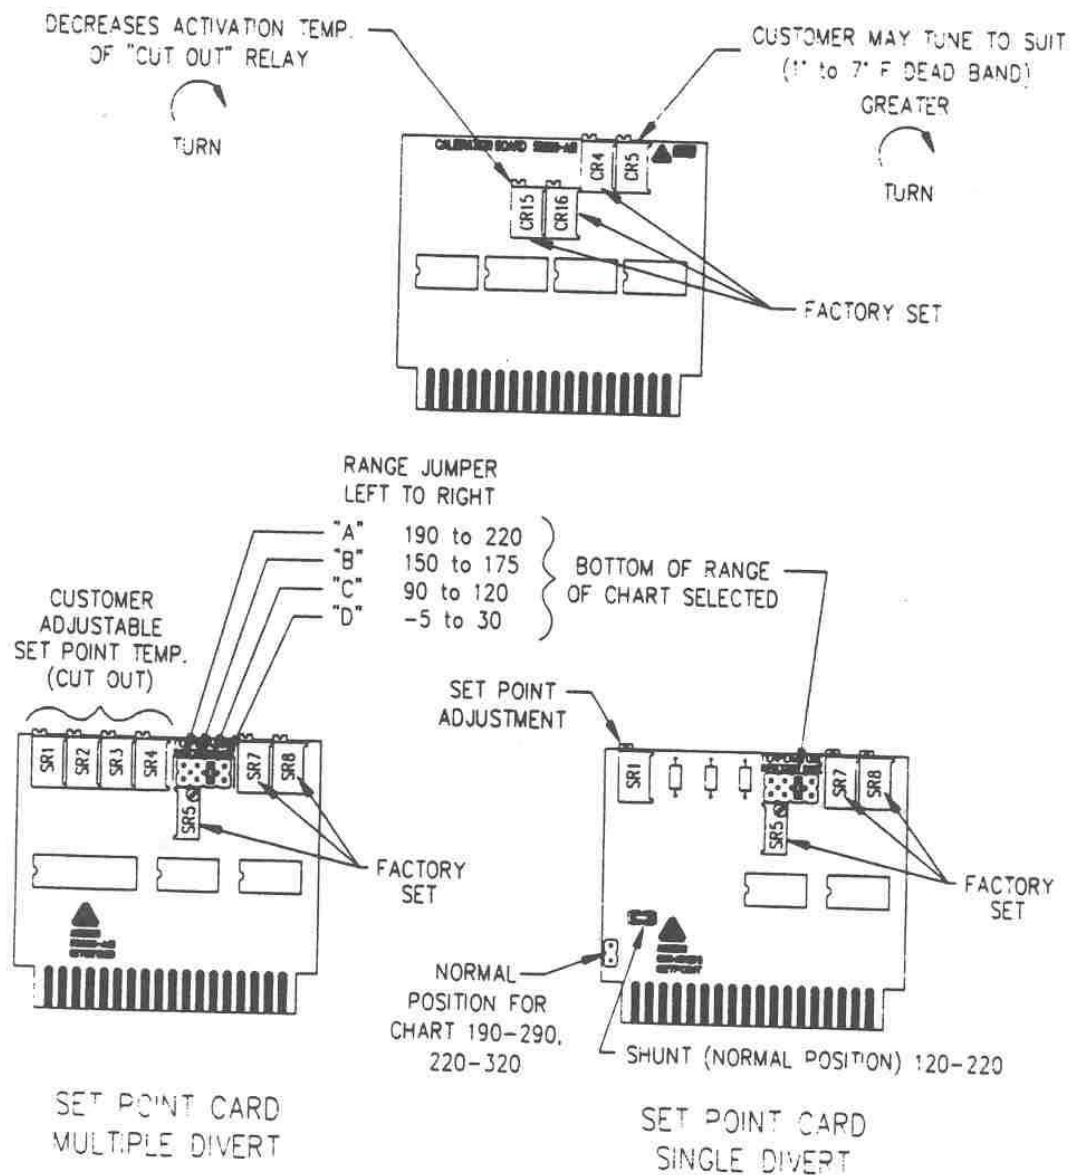 DECREASES ACTIVATION TEMP.
OF "CUT OUT" RELAY
TURN
CUSTOMER MAY TUNE TO SUIT
(1° to 7° F DEAD BAND)
GREATER
TURN
CALIBRATION BOARD
CR4
CR5
CR15
CR16
FACTORY SET
RANGE JUMPER
LEFT TO RIGHT
"A" 190 to 220
"B" 150 to 175
"C" 90 to 120
"D" -5 to 30
BOTTOM OF RANGE
OF CHART SELECTED
CUSTOMER
ADJUSTABLE
SET POINT TEMP.
(CUT OUT)
SR1
SR2
SR3
SR4
SR7
SR8
SR5
FACTORY
SET
SET POINT
ADJUSTMENT
SR1
SR7
SR8
SR5
FACTORY
SET
SETPOINT
NORMAL
POSITION FOR
CHART 190-290,
220-320
SHUNT (NORMAL POSITION) 120-220
SET POINT CARD
MULTIPLE DIVERT
SET POINT CARD
SINGLE DIVERT